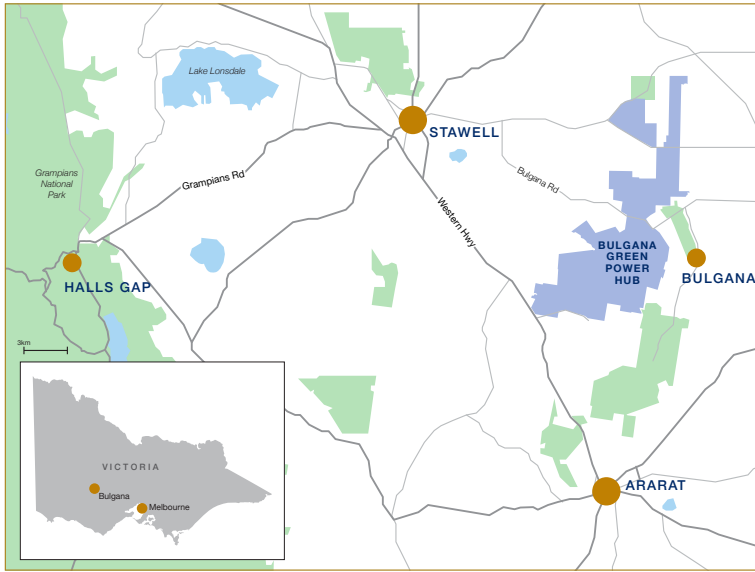 Lake Lonsdale
STAWELL
Grampians
National
Park
Grampians Rd
Bulgana Rd
Western Hwy
BULGANA
GREEN
POWER
HUB
BULGANA
HALLS GAP
3km
VICTORIA
Bulgana
Melbourne
ARARAT